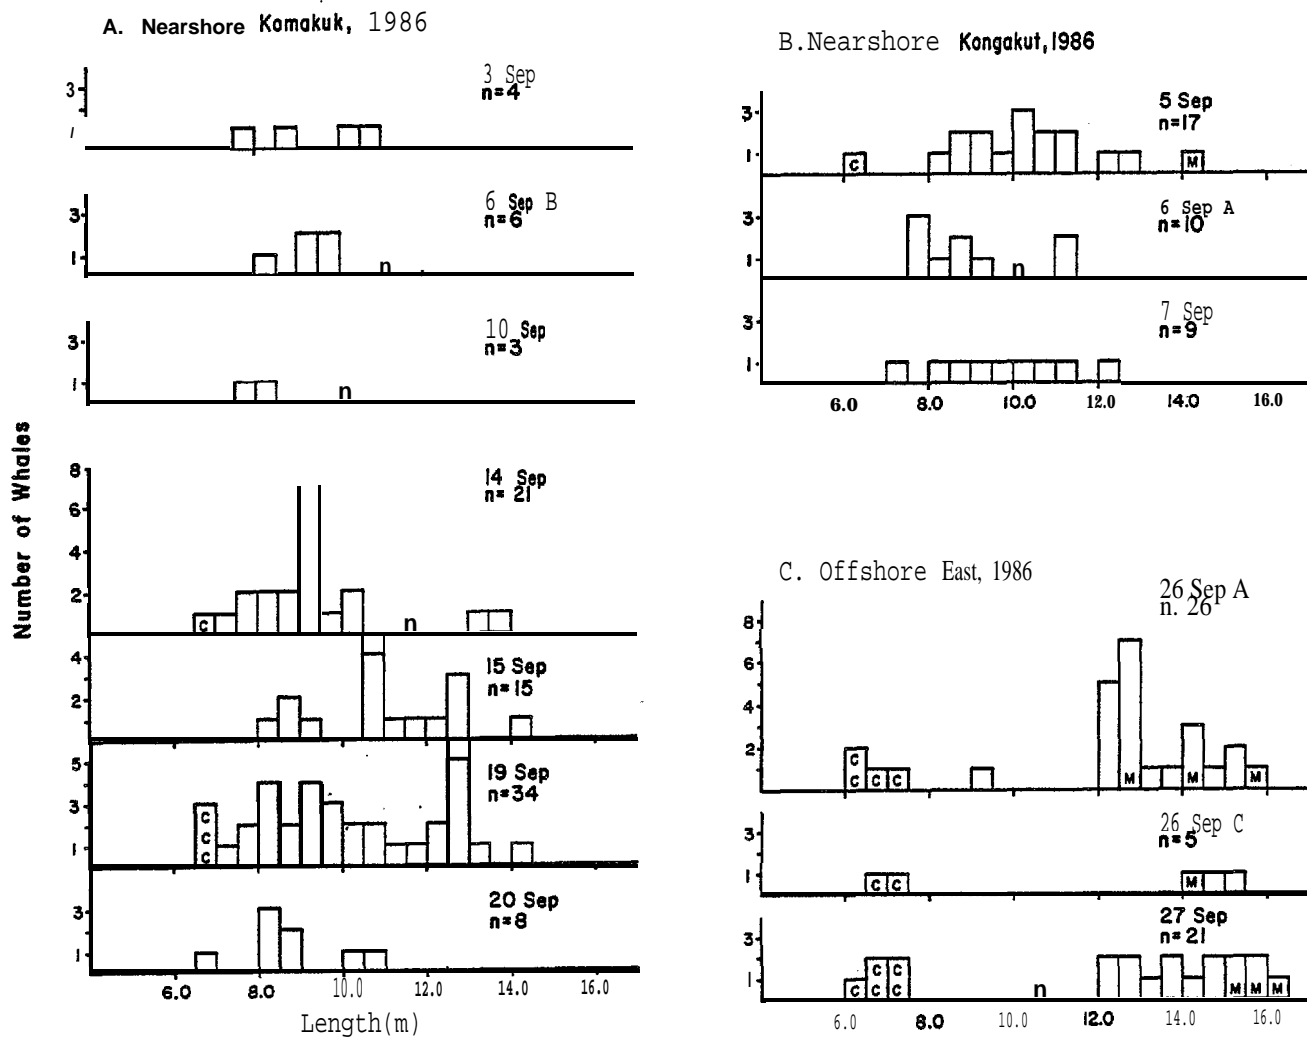 A. Nearshore Komakuk, 1986
3 Sep
n=4
3
1
6 Sep B
n=6
3
1
n
10 Sep
n=3
3
1
n
Number of Whales
14 Sep
n= 21
8
6
4
2
C
n
15 Sep
n=15
4
2
19 Sep
n=34
5
3
1
C
C
C
20 Sep
n=8
3
1
6.0 8.0 10.0 12.0 14.0 16.0
Length(m)
B.Nearshore Kongakut,1986
5 Sep
n=17
3
1
C M
6 Sep A
n=10
3
1
n
7 Sep
n=9
3
1
6.0 8.0 10.0 12.0 14.0 16.0
C. Offshore East, 1986
26 Sep A
n. 26
8
6
4
2
C
C C C M M M
26 Sep C
n=5
3
1
C C M
27 Sep
n=21
3
1
C C
C C C n M M M
6.0 8.0 10.0 12.0 14.0 16.0